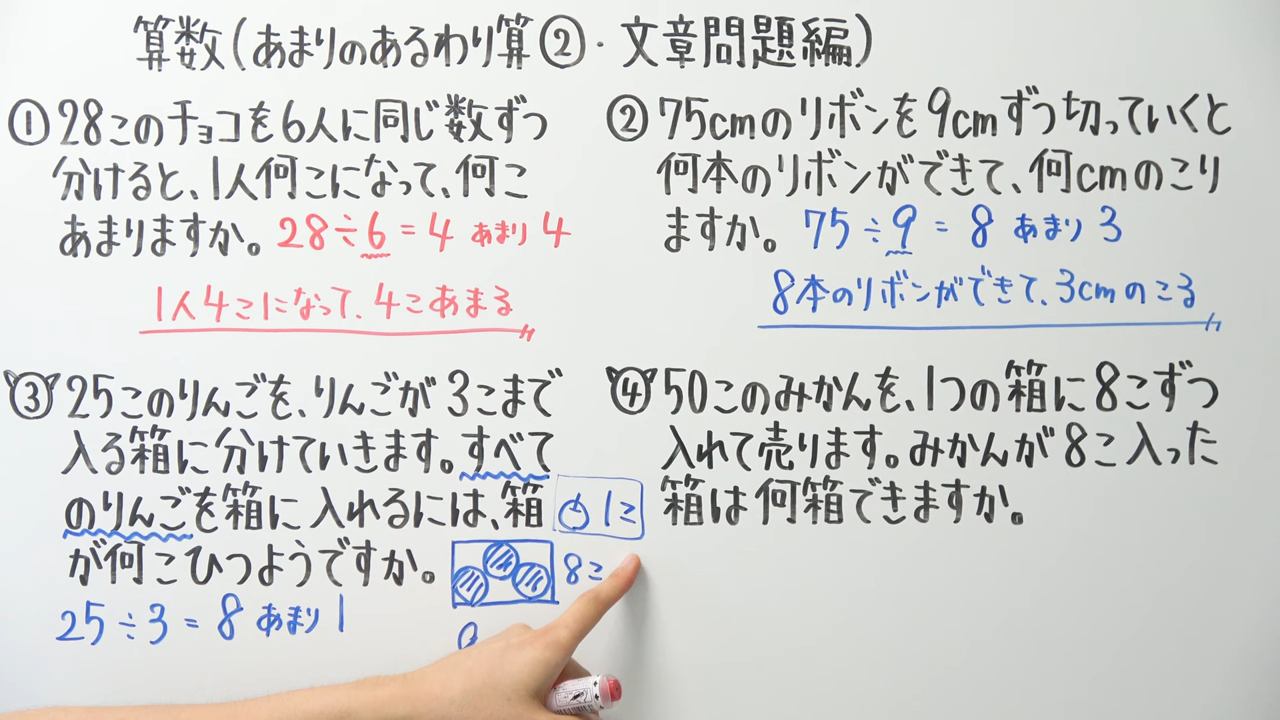 算数(あまりのあるわり算②・文章問題編)
①28このチョコを6人に同じ数ずつ
分けると、1人何こになって、何こ
あまりますか。28÷6=4あまり4
1人4こになって、4こあまる
②75cmのリボンを9cmずつ切っていくと
何本のリボンができて、何cmのこり
ますか。75÷9=8あまり3
8本のリボンができて、3cmのこる
③25このりんごを、りんごが3こまで
入る箱に分けていきます。すべて
のりんごを箱に入れるには、箱
が何こひつようですか。
1こ
8こ
25÷3=8あまり1
④50このみかんを、1つの箱に8こずつ
入れて売ります。みかんが8こ入った
箱は何箱できますか。